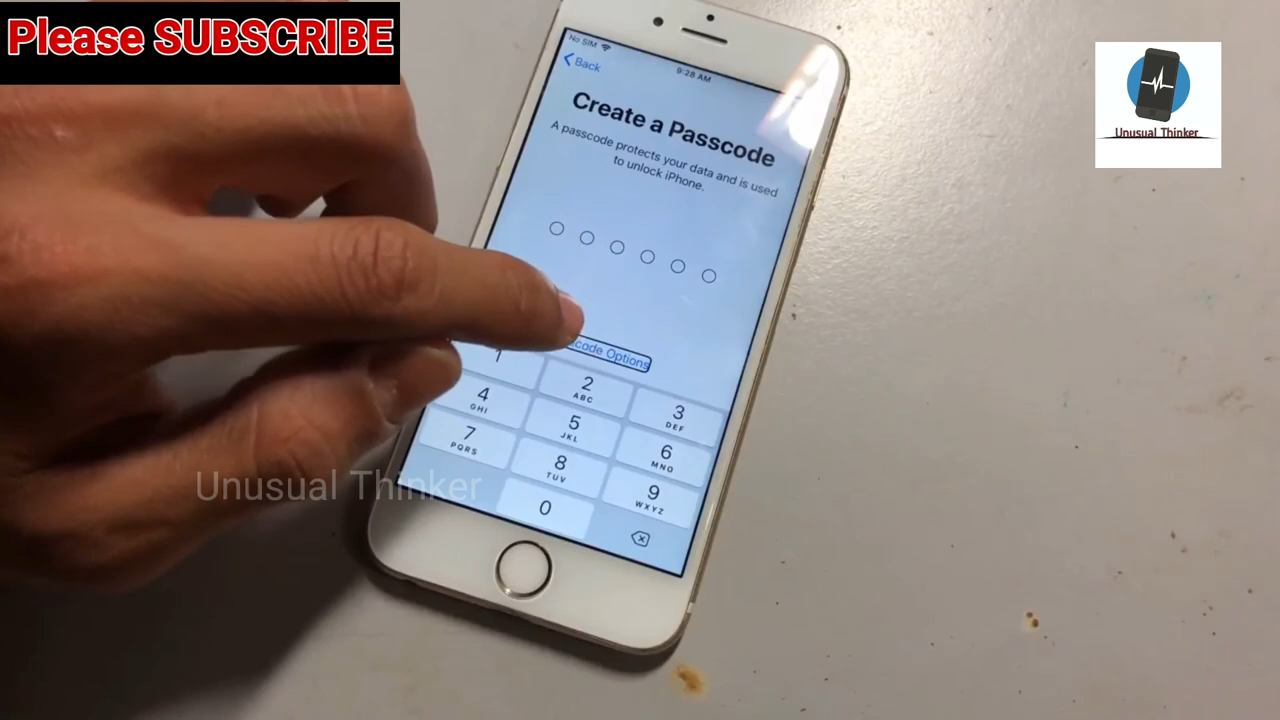 Please SUBSCRIBE
Unusual Thinker
No SIM
9:28 AM
Back
Create a Passcode
A passcode protects your data and is used
to unlock iPhone.
Options
1
2
ABC
3
DEF
4
GHI
5
JKL
6
MNO
7
PQRS
8
TUV
9
WXYZ
0
Unusual Thinker